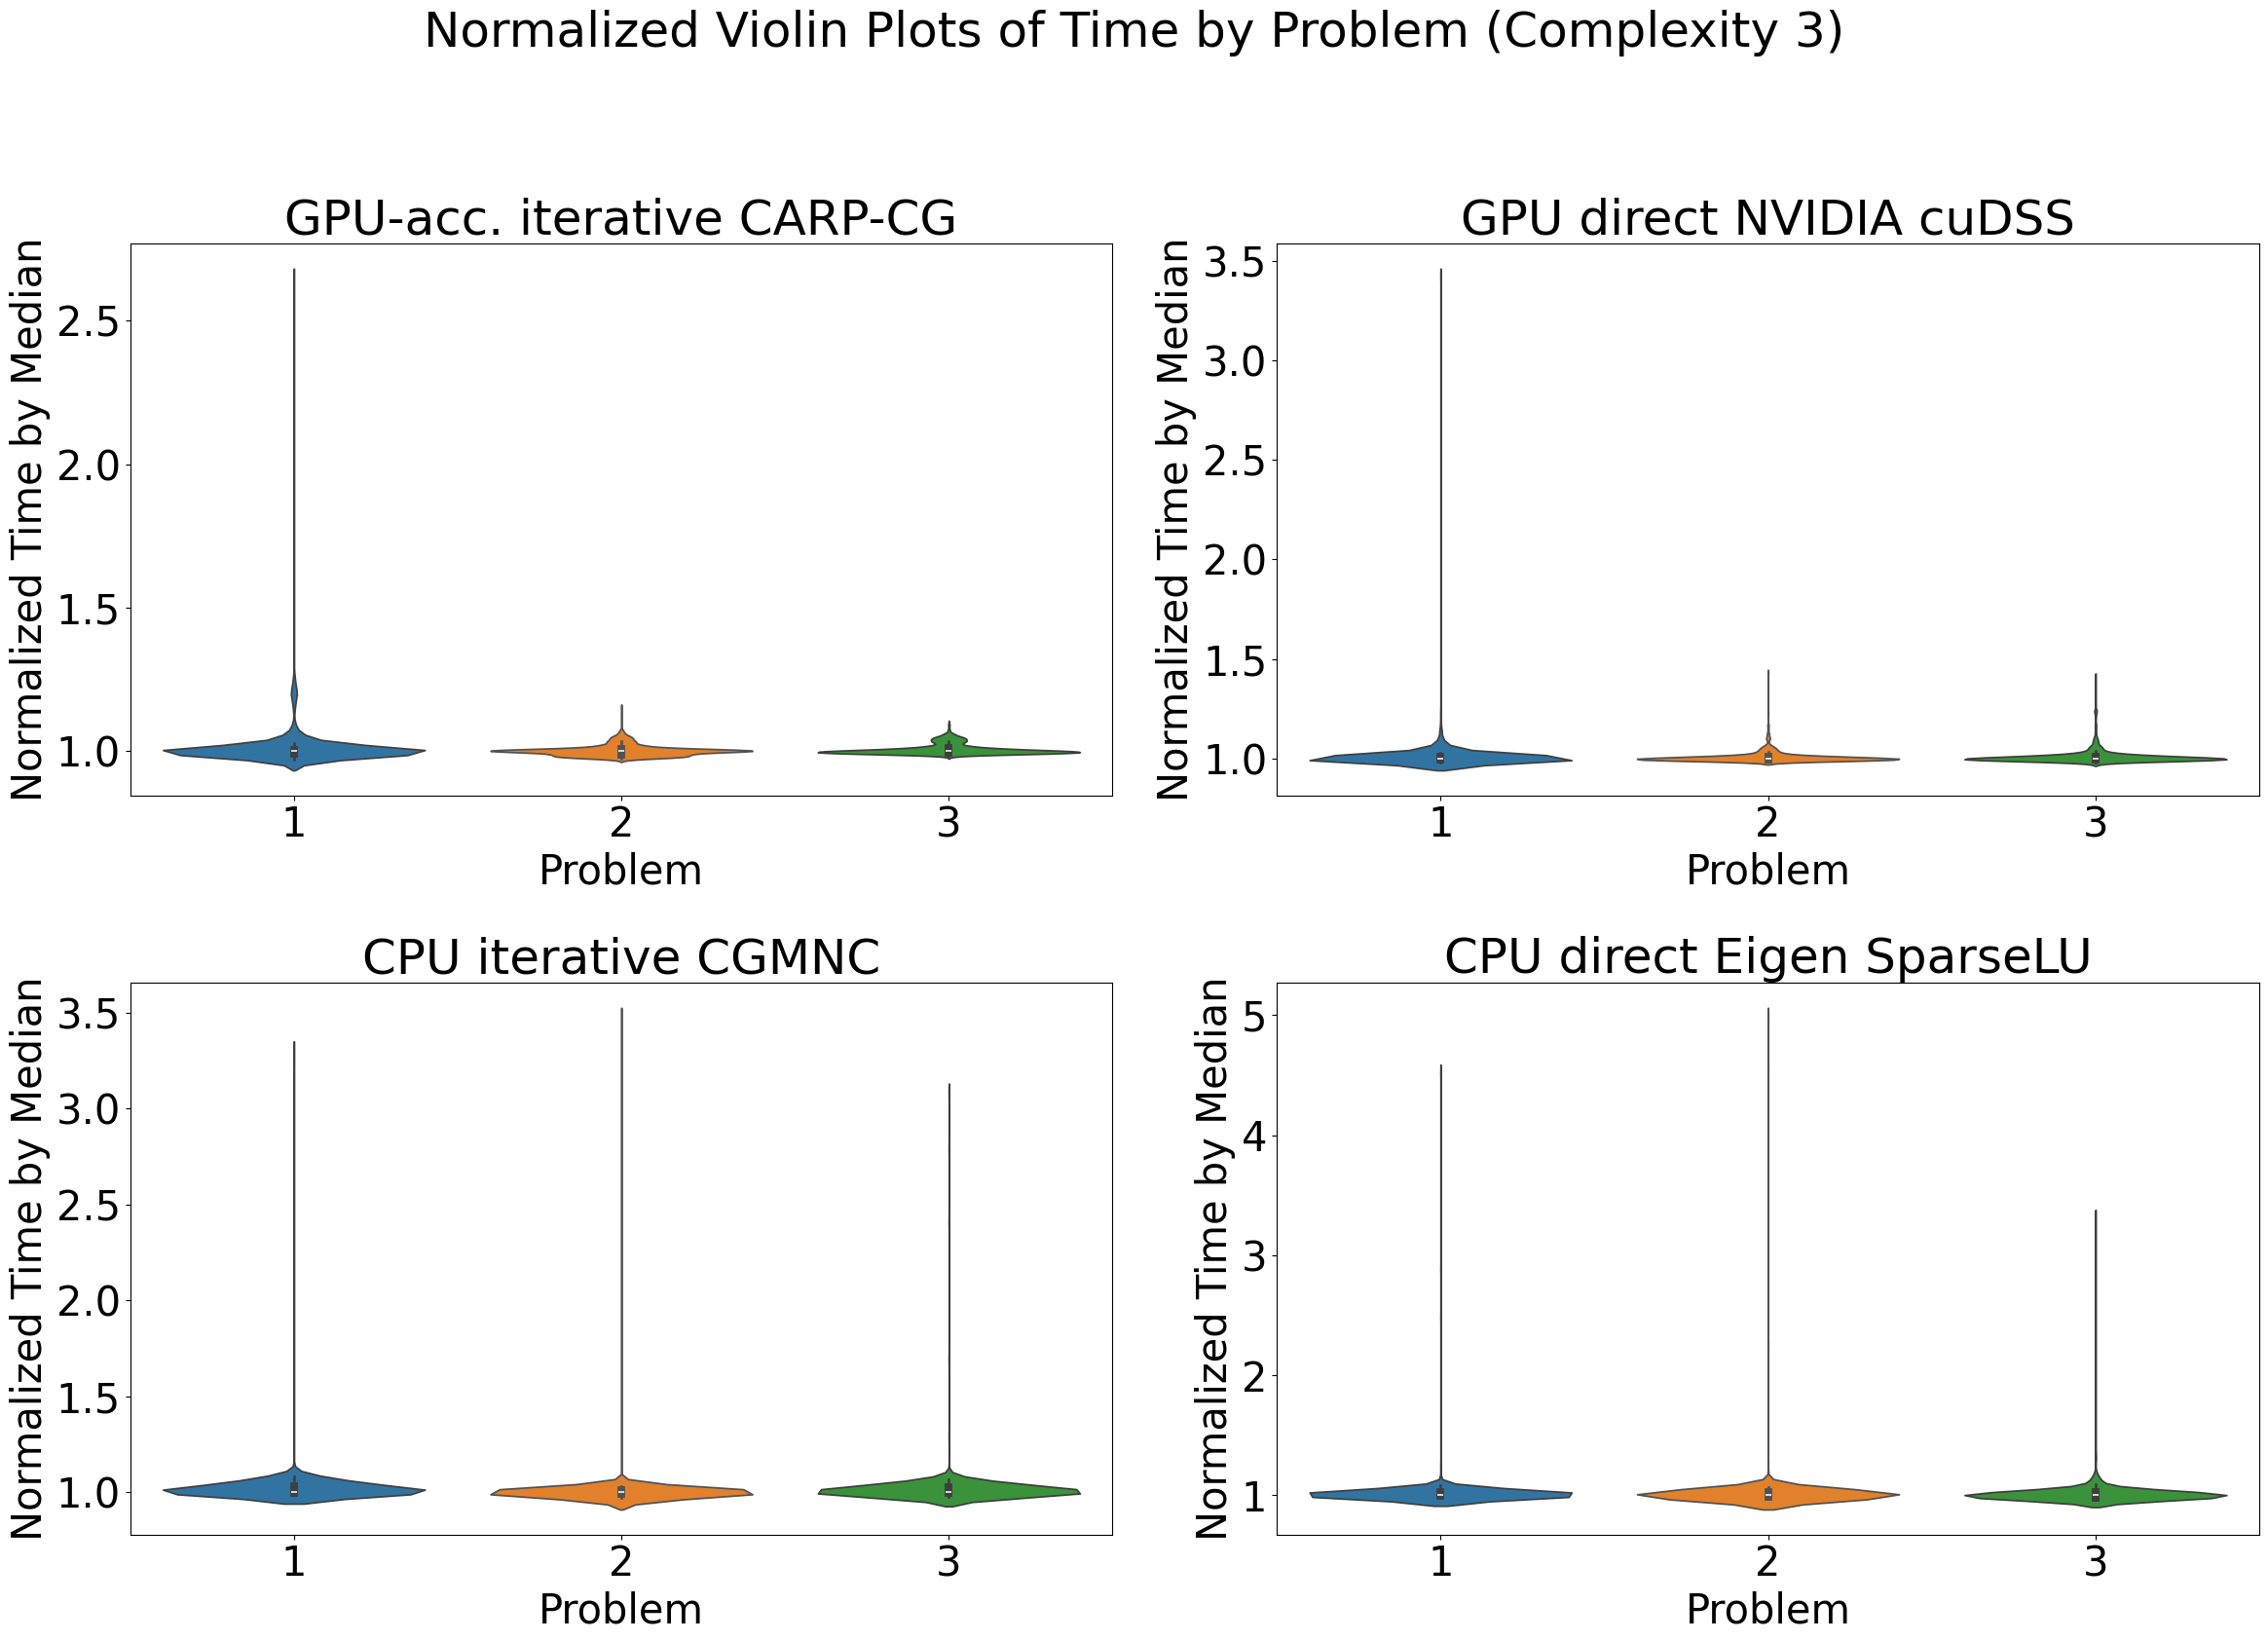 Normalized Violin Plots of Time by Problem (Complexity 3)
GPU-acc. iterative CARP-CG
Normalized Time by Median
2.5
2.0
1.5
1.0
1 2 3
Problem
GPU direct NVIDIA cuDSS
Normalized Time by Median
3.5
3.0
2.5
2.0
1.5
1.0
1 2 3
Problem
CPU iterative CGMNC
Normalized Time by Median
3.5
3.0
2.5
2.0
1.5
1.0
1 2 3
Problem
CPU direct Eigen SparseLU
Normalized Time by Median
5
4
3
2
1
1 2 3
Problem